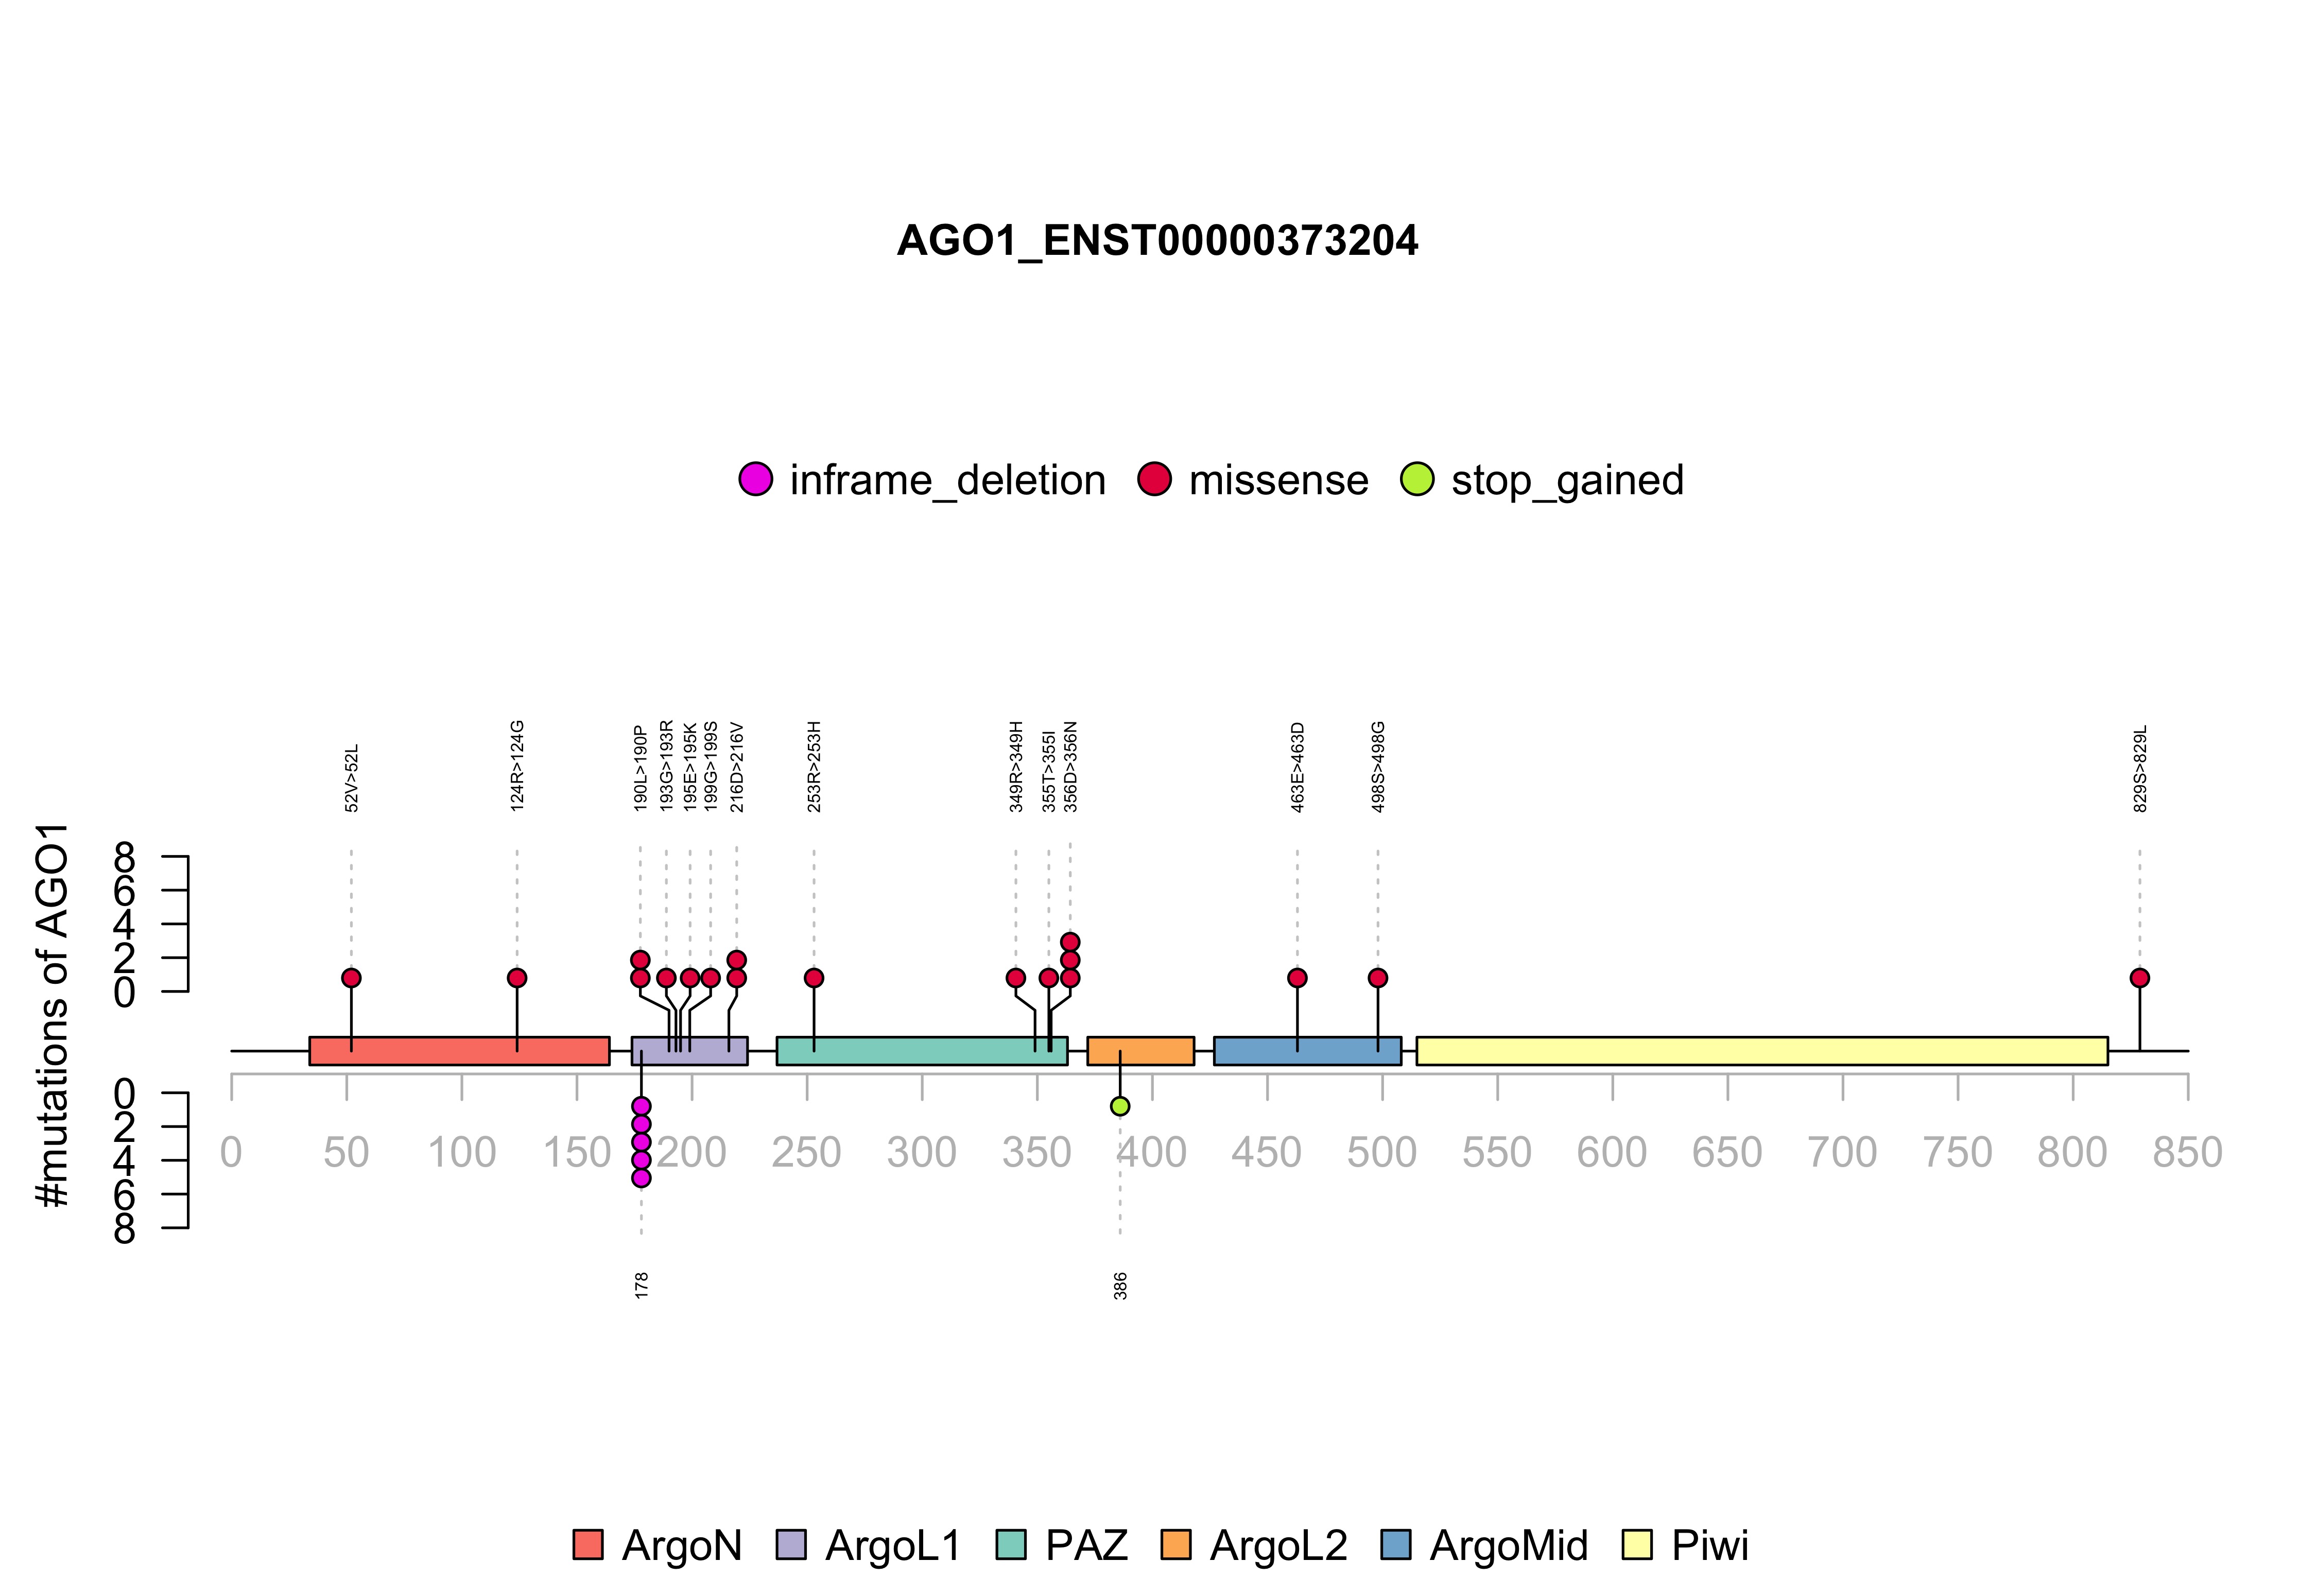 AGO1_ENST00000373204
inframe_deletion missense stop_gained
52V>52L
124R>124G
190L>190P
193G>193R
195E>195K
199G>199S
216D>216V
253R>253H
349R>349H
355T>355I
356D>356N
463E>463D
498S>498G
829S>829L
#mutations of AGO1
8
6
4
2
0
0
2
4
6
8
0 50 100 150 200 250 300 350 400 450 500 550 600 650 700 750 800 850
178
386
ArgoN ArgoL1 PAZ ArgoL2 ArgoMid Piwi